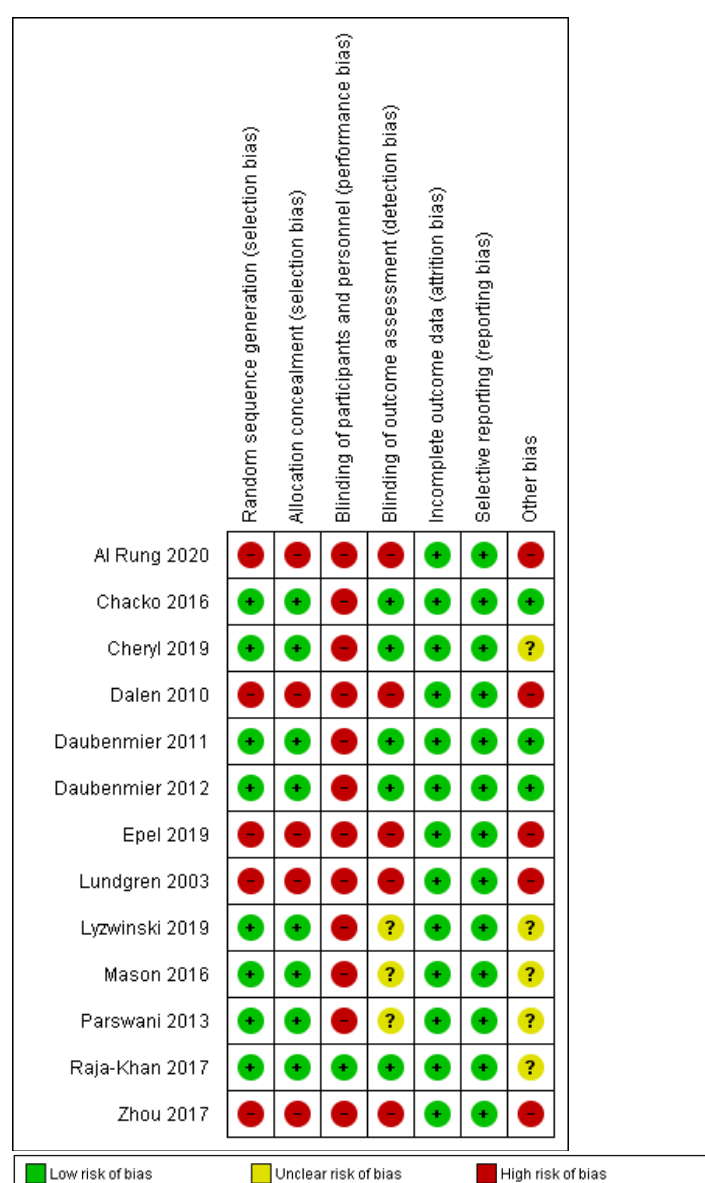 Random sequence generation (selection bias)
Allocation concealment (selection bias)
Blinding of participants and personnel (performance bias)
Blinding of outcome assessment (detection bias)
Incomplete outcome data (attrition bias)
Selective reporting (reporting bias)
Other bias
Al Rung 2020 - - - - + + -
Chacko 2016 + + - + + + +
Cheryl 2019 + + - + + + ?
Dalen 2010 - - - - + + -
Daubenmier 2011 + + - + + + +
Daubenmier 2012 + + - + + + +
Epel 2019 - - - - + + -
Lundgren 2003 - - - - + + -
Lyzwinski 2019 + + - ? + + ?
Mason 2016 + + - ? + + ?
Parswani 2013 + + - ? + + ?
Raja-Khan 2017 + + + + + + ?
Zhou 2017 - - - - + + -
Low risk of bias Unclear risk of bias High risk of bias